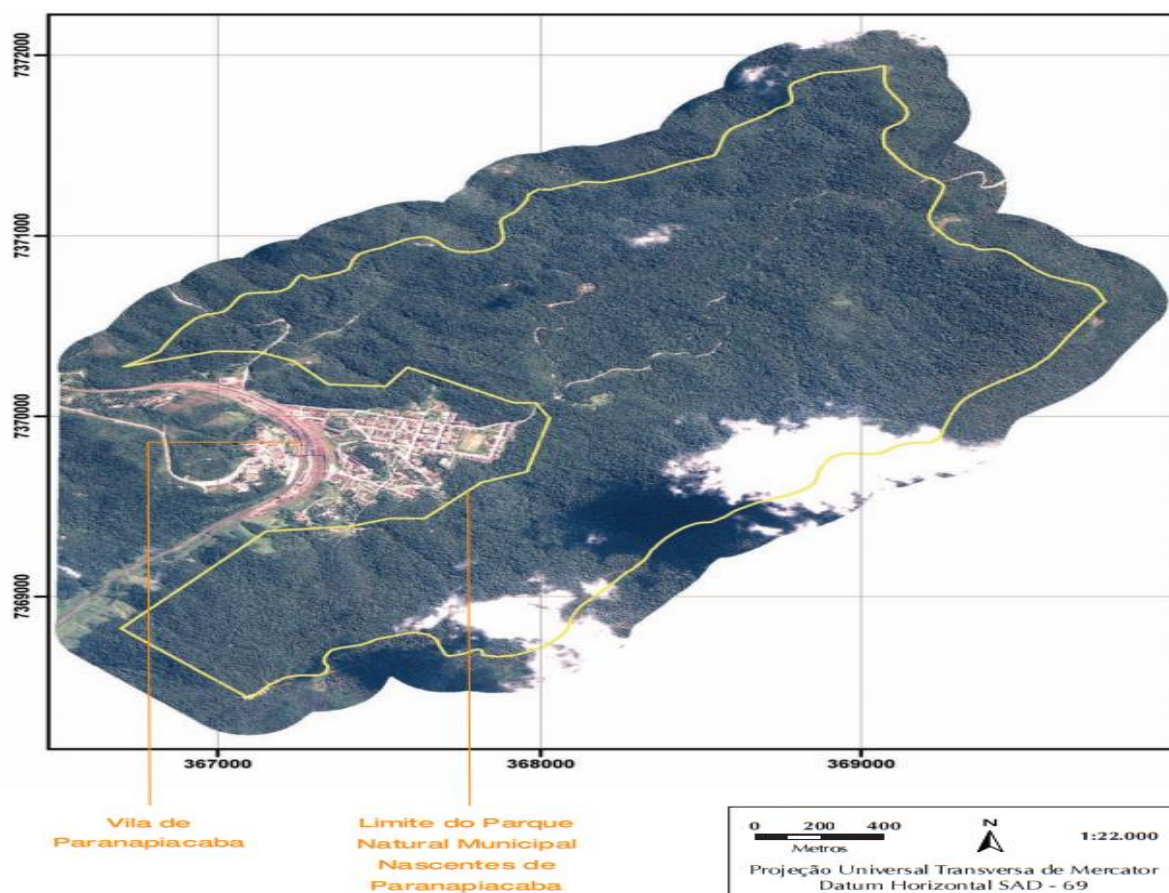 7372000
7371000
7370000
7369000
367000
368000
369000
Vila de
Paranapiacaba
Limite do Parque
Natural Municipal
Nascentes de
Paranapiacaba
0 200 400
Metros
N
1:22.000
Projeção Universal Transversa de Mercator
Datum Horizontal SAD - 69